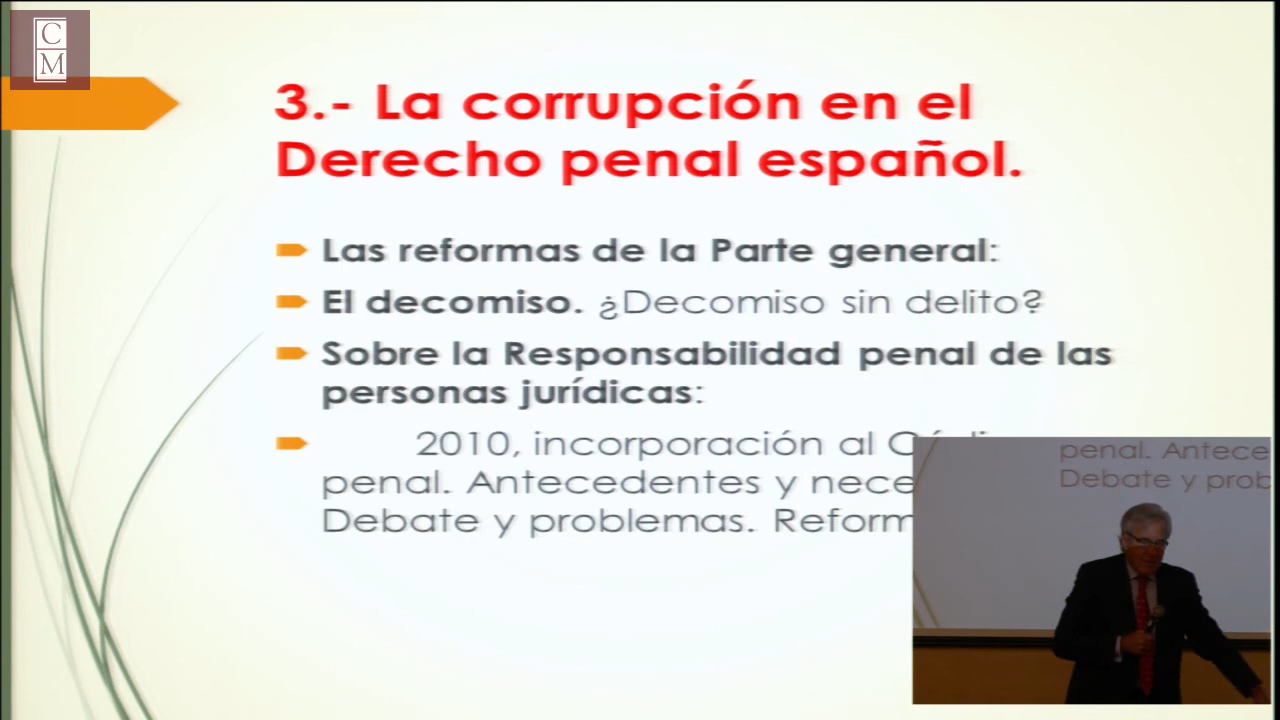 C
M
3.- La corrupción en el
Derecho penal español.
Las reformas de la Parte general:
El decomiso. ¿Decomiso sin delito?
Sobre la Responsabilidad penal de las
personas jurídicas:
2010, incorporación al
penal. Antecedentes y nece
Debate y problemas. Reform
penal. Antece
Debate y prob